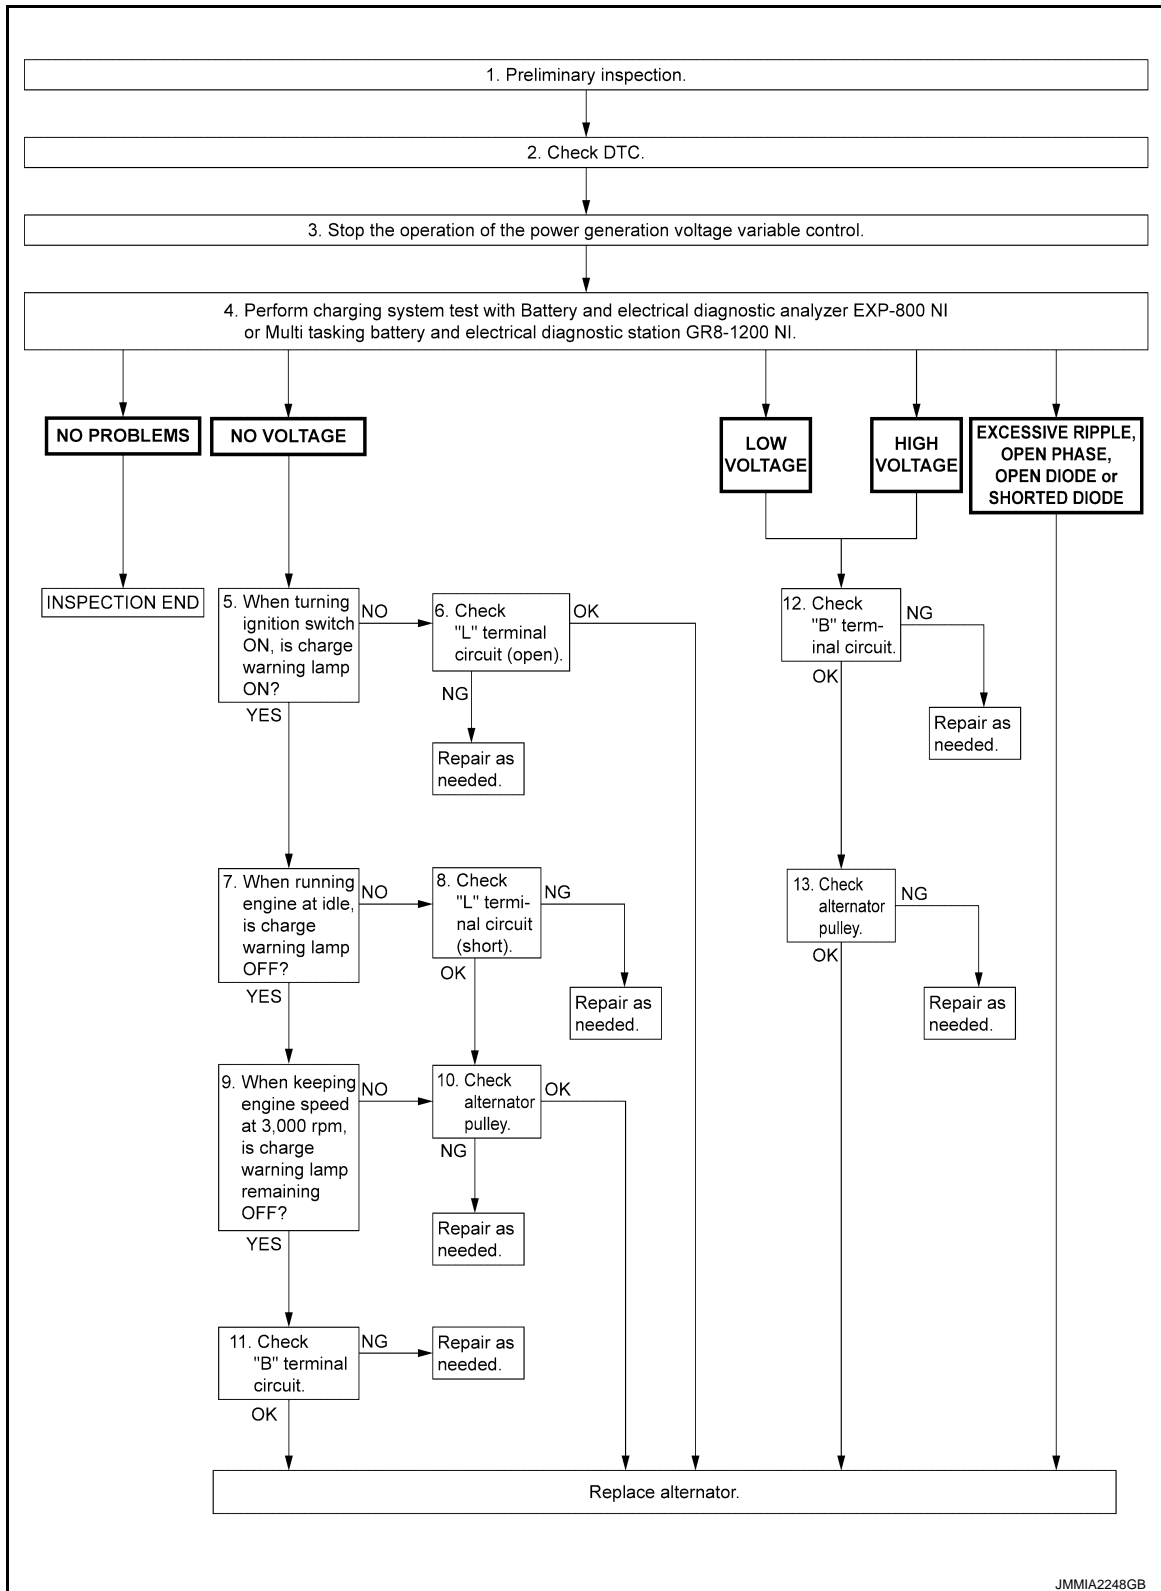 1. Preliminary inspection.
2. Check DTC.
3. Stop the operation of the power generation voltage variable control.
4. Perform charging system test with Battery and electrical diagnostic analyzer EXP-800 NI
or Multi tasking battery and electrical diagnostic station GR8-1200 NI.
NO PROBLEMS
NO VOLTAGE
LOW
VOLTAGE
HIGH
VOLTAGE
EXCESSIVE RIPPLE,
OPEN PHASE,
OPEN DIODE or
SHORTED DIODE
INSPECTION END
5. When turning
ignition switch
ON, is charge
warning lamp
ON?
NO
YES
6. Check
"L" terminal
circuit (open).
OK
NG
Repair as
needed.
12. Check
"B" term-
inal circuit.
NG
OK
Repair as
needed.
7. When running
engine at idle,
is charge
warning lamp
OFF?
NO
YES
8. Check
"L" termi-
nal circuit
(short).
NG
OK
Repair as
needed.
13. Check
alternator
pulley.
NG
OK
Repair as
needed.
9. When keeping
engine speed
at 3,000 rpm,
is charge
warning lamp
remaining
OFF?
NO
YES
10. Check
alternator
pulley.
OK
NG
Repair as
needed.
11. Check
"B" terminal
circuit.
NG
OK
Repair as
needed.
Replace alternator.
JMMIA2248GB